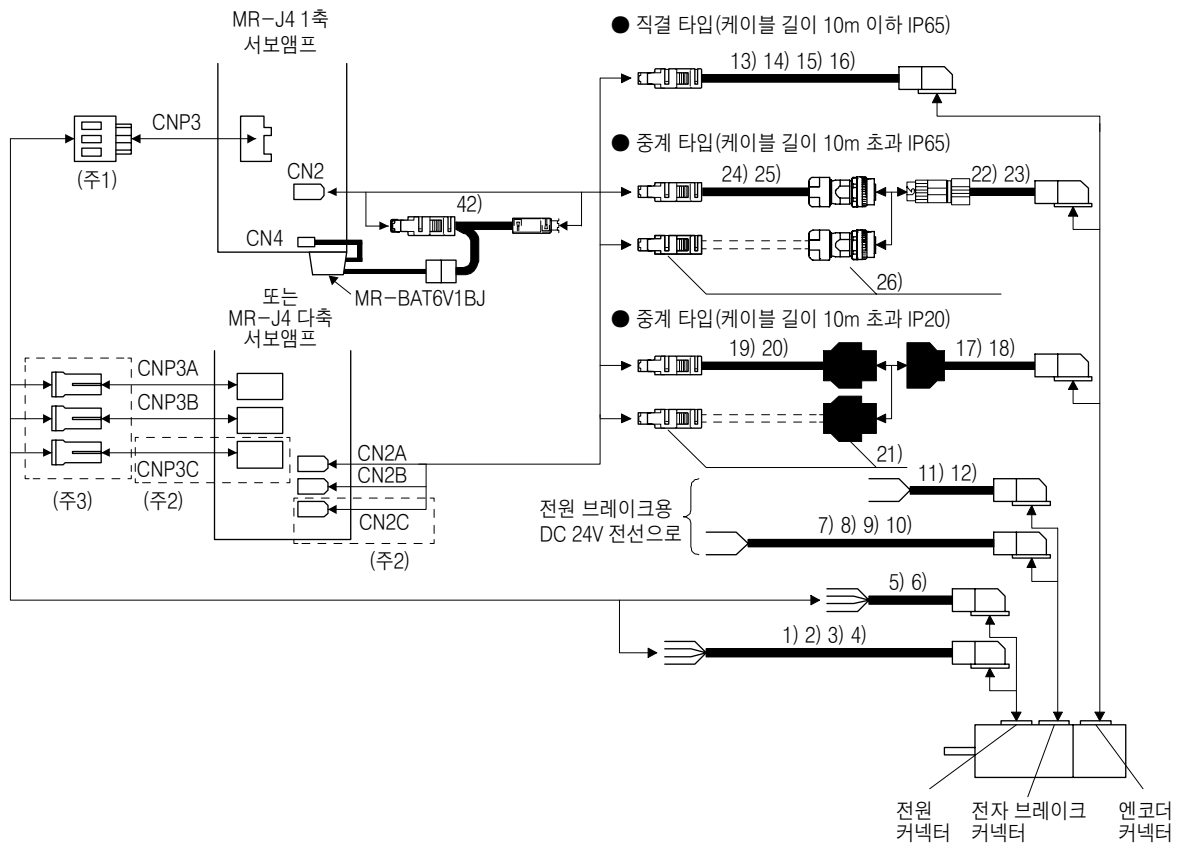 MR-J4 1축
서보앰프
● 직결 타입(케이블 길이 10m 이하 IP65)
13) 14) 15) 16)
CNP3
(주1)
CN2
● 중계 타입(케이블 길이 10m 초과 IP65)
24) 25)
22) 23)
42)
CN4
26)
MR-BAT6V1BJ
또는
MR-J4 다축
서보앰프
● 중계 타입(케이블 길이 10m 초과 IP20)
19) 20)
17) 18)
CNP3A
CNP3B
CNP3C
(주3)
(주2)
CN2A
CN2B
CN2C
(주2)
21)
11) 12)
전원 브레이크용
DC 24V 전선으로
7) 8) 9) 10)
5) 6)
1) 2) 3) 4)
전원
커넥터
전자 브레이크
커넥터
엔코더
커넥터